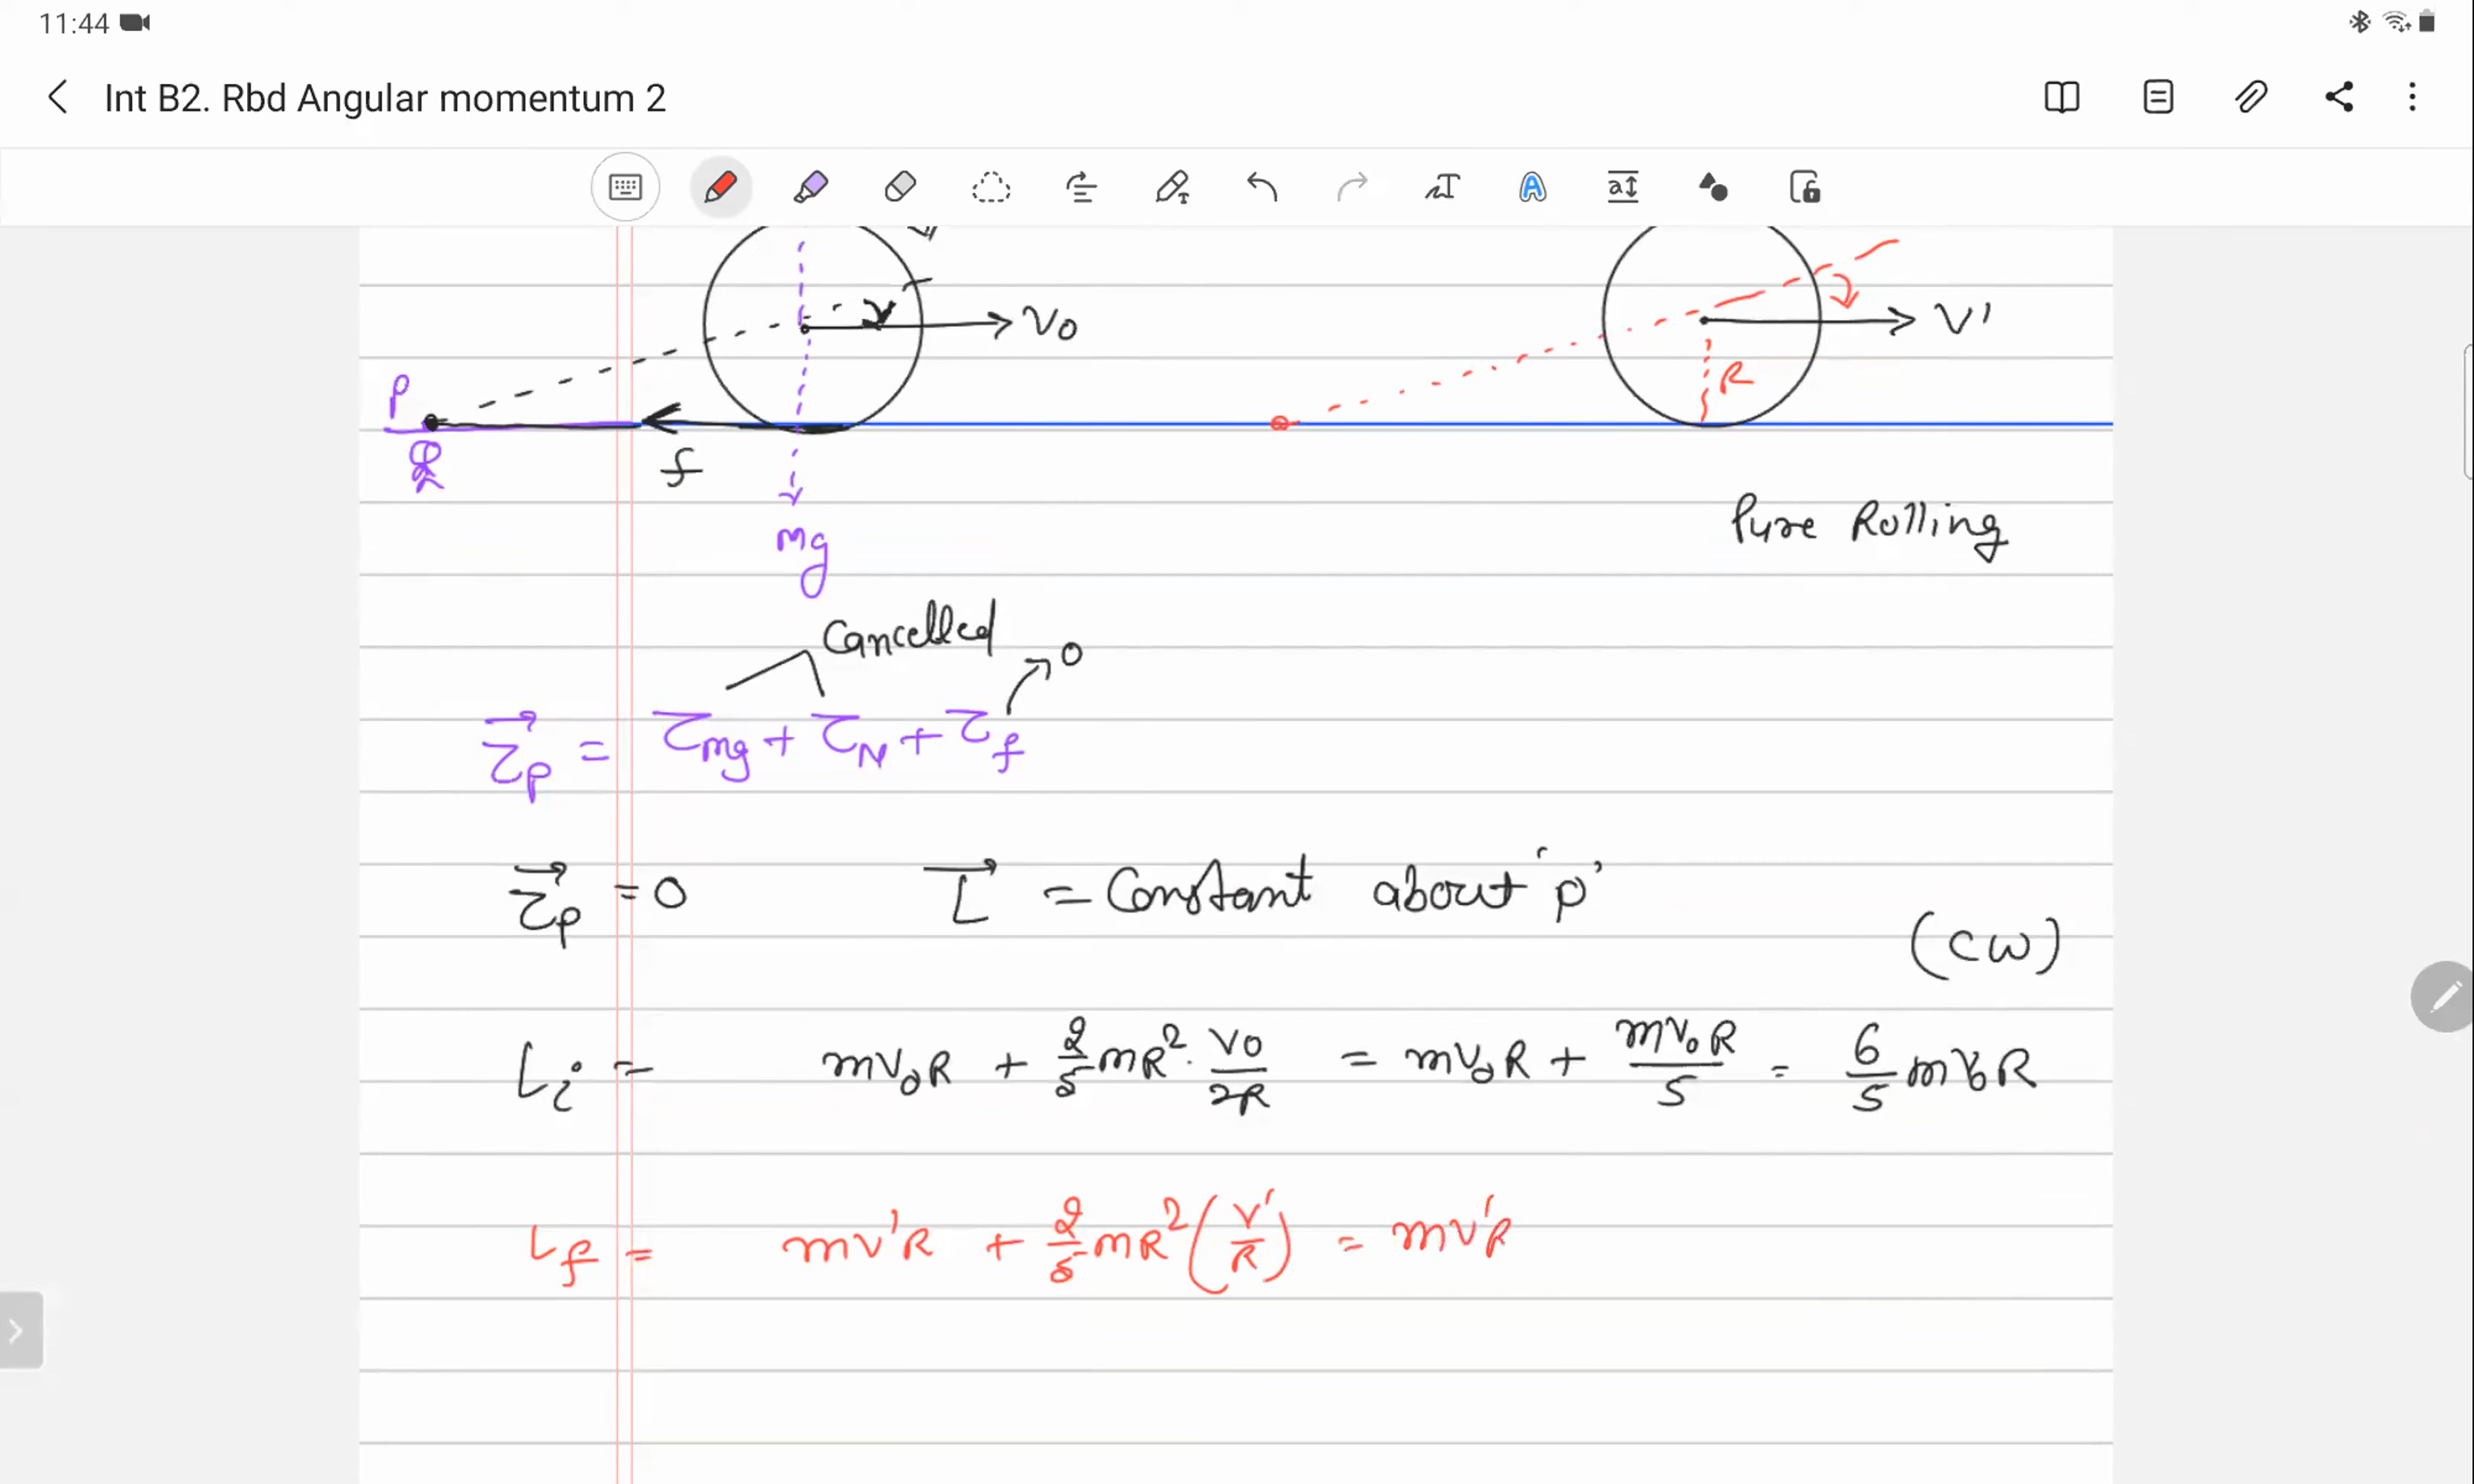 11:44
Int B2. Rbd Angular momentum 2
V₀
V'
R
P
f
mg
Pure Rolling
Cancelled
0
τ⃗ₚ = τmg + τN + τf
τ⃗ₚ = 0 L⃗ = Constant about 'p'
(CW)
Lᵢ = mv₀R + 2/5 mR² · v₀/2R = mv₀R + mv₀R/5 = 6/5 mv₀R
Lf = mv'R + 2/5 mR² (v'/R) = mv'R